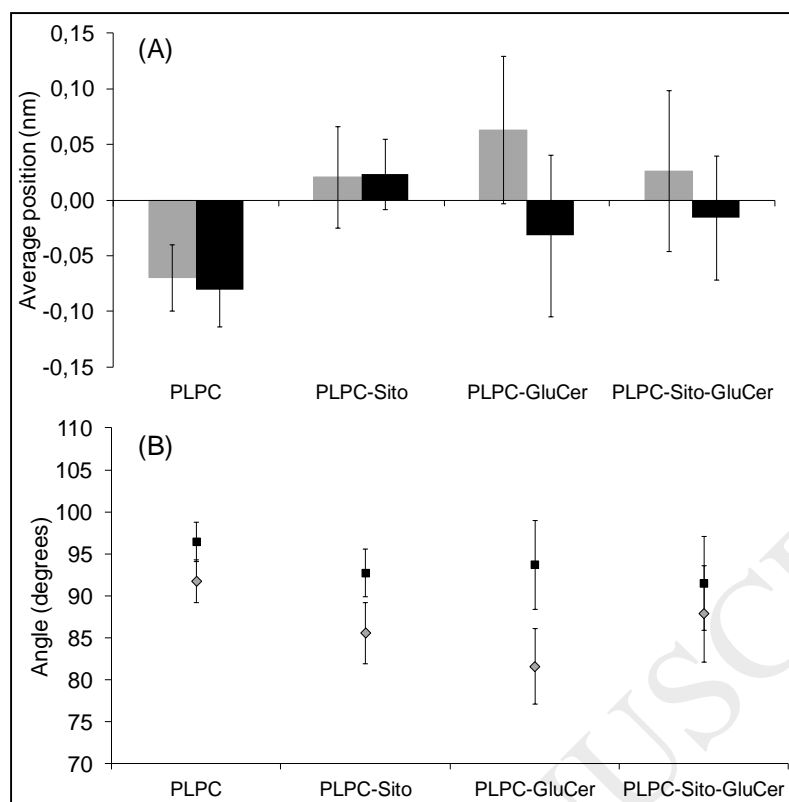 (A)
Average position (nm)
0,15
0,10
0,05
0,00
-0,05
-0,10
-0,15
PLPC PLPC-Sito PLPC-GluCer PLPC-Sito-GluCer
(B)
Angle (degrees)
110
105
100
95
90
85
80
75
70
PLPC PLPC-Sito PLPC-GluCer PLPC-Sito-GluCer